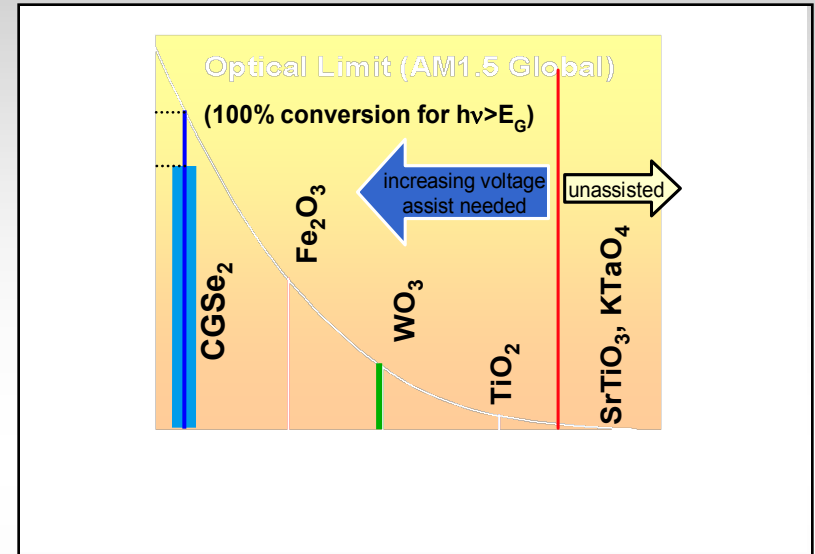 Optical Limit (AM1.5 Global)
(100% conversion for hν>E_G)
increasing voltage
assist needed
unassisted
CGSe₂
Fe₂O₃
WO₃
TiO₂
SrTiO₃, KTaO₄